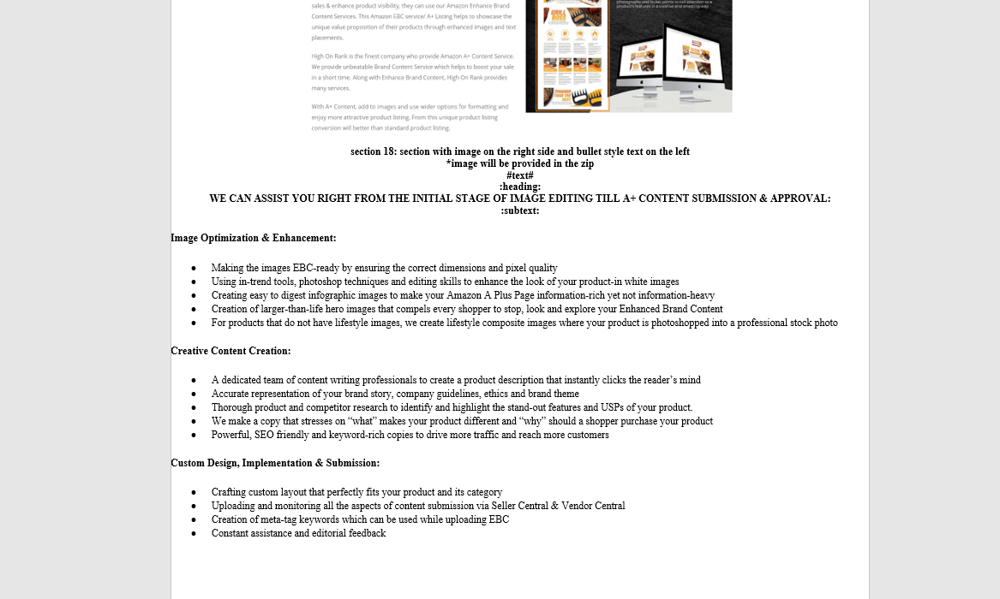 sales & enhance product visibility, they can use our Amazon Enhance Brand
Content Services. This Amazon EBC service/ A+ Listing helps to showcase the
unique value proposition of their products through enhanced images and text
placements.
High On Rank is the finest company who provide Amazon A+ Content Service.
We provide unbeatable Brand Content Service which helps to boost your sale
in a short time. Along with Enhance Brand Content, High On Rank provides
many services.
With A+ Content, add to images and use wider options for formatting and
enjoy more attractive product listing. From this unique product listing
conversion will better than standard product listing.
photographs and bullet points to call attention to a
product's features in a creative and amazing way.
GRILL
BOSS
section 18: section with image on the right side and bullet style text on the left
*image will be provided in the zip
#text#
:heading:
WE CAN ASSIST YOU RIGHT FROM THE INITIAL STAGE OF IMAGE EDITING TILL A+ CONTENT SUBMISSION & APPROVAL:
:subtext:
Image Optimization & Enhancement:
● Making the images EBC-ready by ensuring the correct dimensions and pixel quality
● Using in-trend tools, photoshop techniques and editing skills to enhance the look of your product-in white images
● Creating easy to digest infographic images to make your Amazon A Plus Page information-rich yet not information-heavy
● Creation of larger-than-life hero images that compels every shopper to stop, look and explore your Enhanced Brand Content
● For products that do not have lifestyle images, we create lifestyle composite images where your product is photoshopped into a professional stock photo
Creative Content Creation:
● A dedicated team of content writing professionals to create a product description that instantly clicks the reader’s mind
● Accurate representation of your brand story, company guidelines, ethics and brand theme
● Thorough product and competitor research to identify and highlight the stand-out features and USPs of your product.
● We make a copy that stresses on “what” makes your product different and “why” should a shopper purchase your product
● Powerful, SEO friendly and keyword-rich copies to drive more traffic and reach more customers
Custom Design, Implementation & Submission:
● Crafting custom layout that perfectly fits your product and its category
● Uploading and monitoring all the aspects of content submission via Seller Central & Vendor Central
● Creation of meta-tag keywords which can be used while uploading EBC
● Constant assistance and editorial feedback